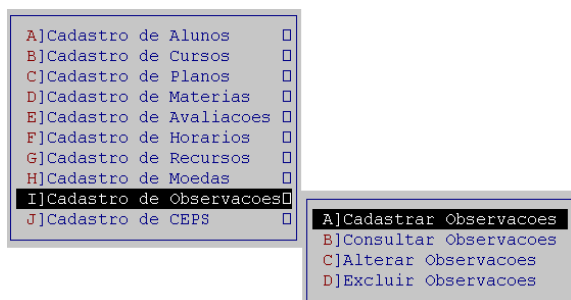 A]Cadastro de Alunos
B]Cadastro de Cursos
C]Cadastro de Planos
D]Cadastro de Materias
E]Cadastro de Avaliacoes
F]Cadastro de Horarios
G]Cadastro de Recursos
H]Cadastro de Moedas
I]Cadastro de Observacoes
J]Cadastro de CEPS
A]Cadastrar Observacoes
B]Consultar Observacoes
C]Alterar Observacoes
D]Excluir Observacoes